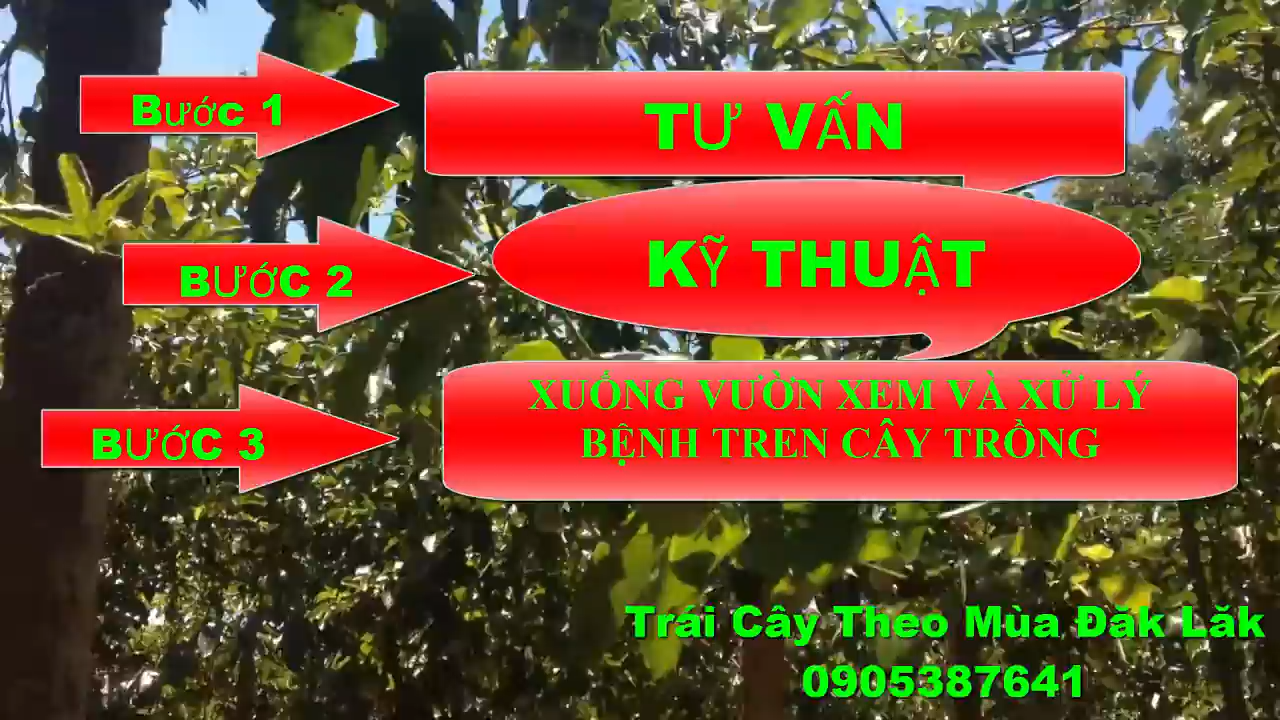 Bước 1
TƯ VẤN
BƯỚC 2
KỸ THUẬT
XUỐNG VƯỜN XEM VÀ XỬ LÝ
BỆNH TREN CÂY TRỒNG
BƯỚC 3
Trái Cây Theo Mùa Đăk Lăk
0905387641